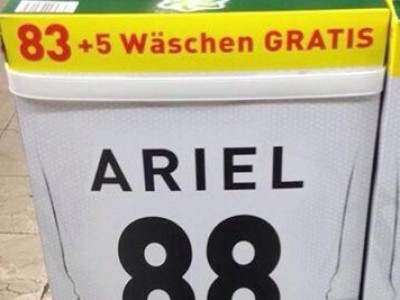 83 +5 Wäschen GRATIS
ARIEL
88